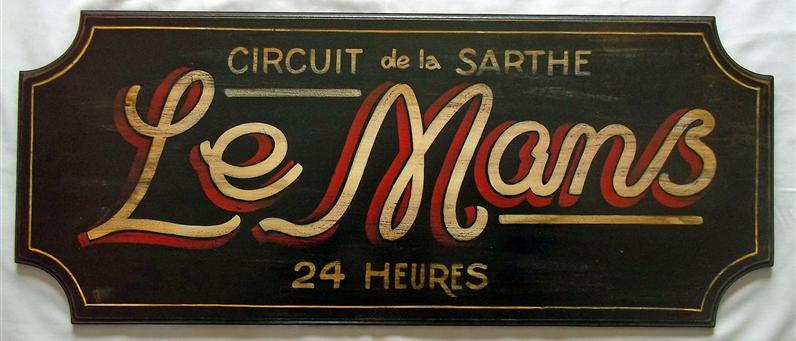 CIRCUIT de la SARTHE
Le Mans
24 HEURES